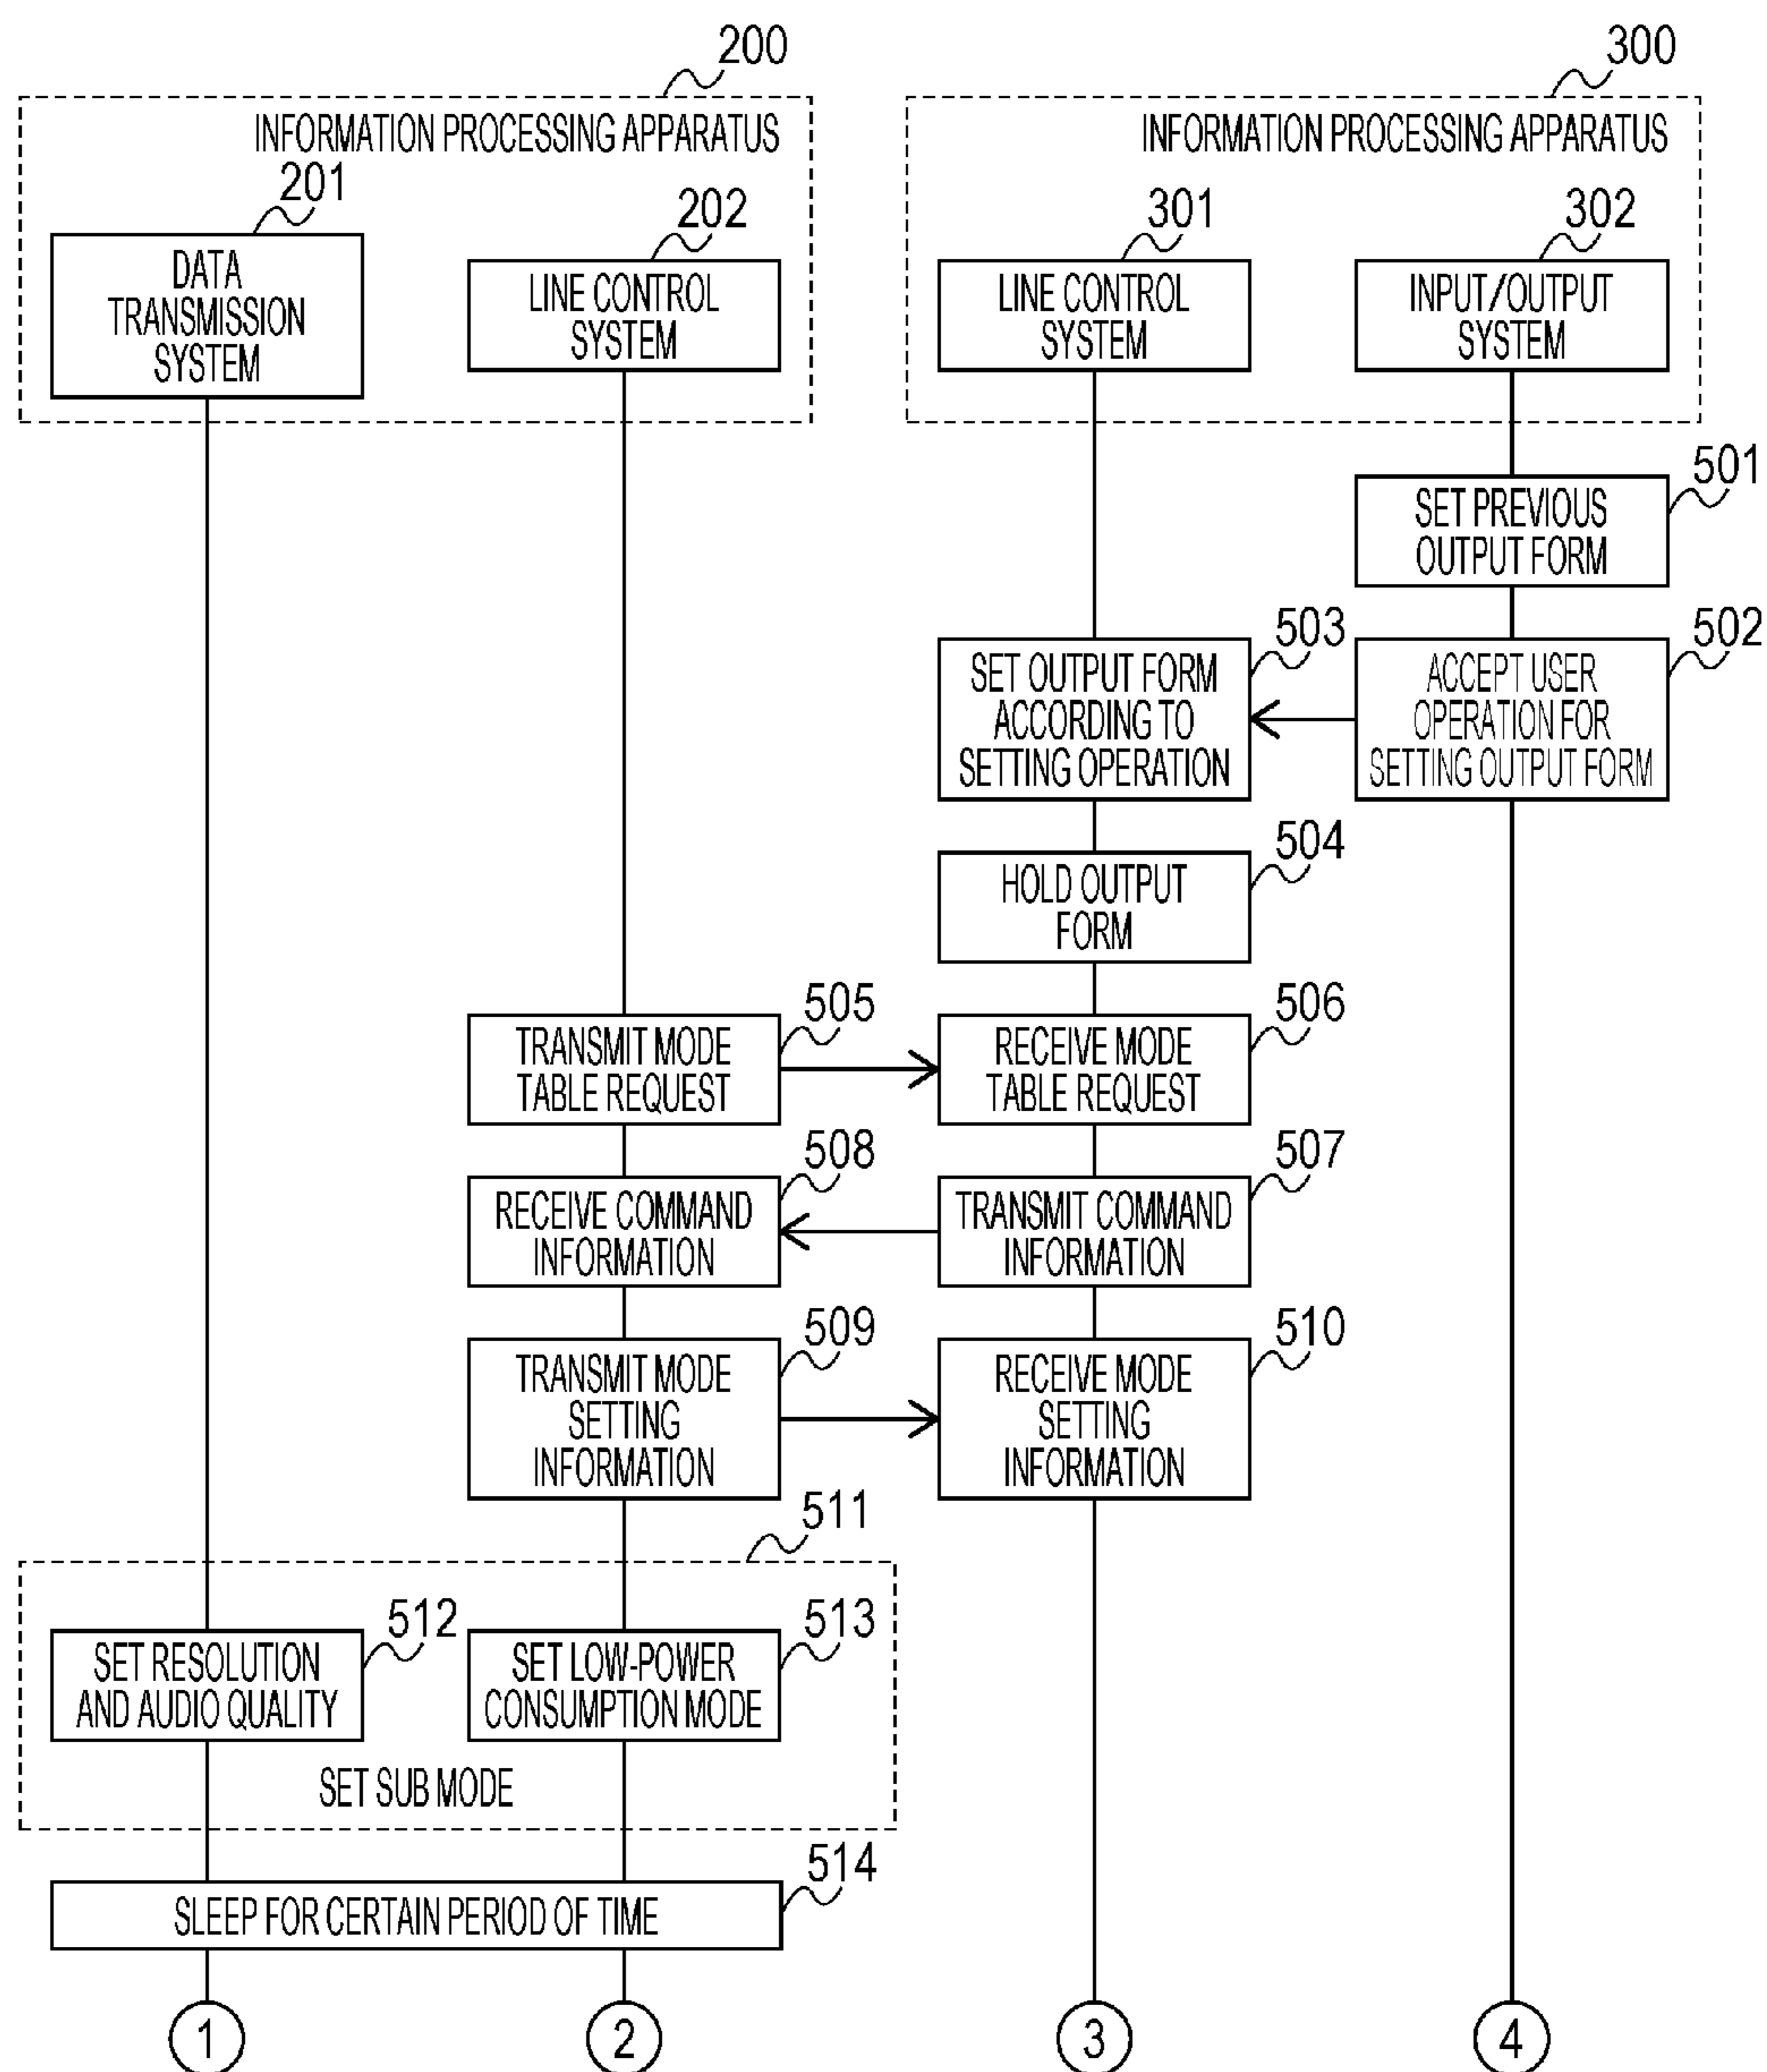 200
300
INFORMATION PROCESSING APPARATUS
INFORMATION PROCESSING APPARATUS
201
202
301
302
DATA
TRANSMISSION
SYSTEM
LINE CONTROL
SYSTEM
LINE CONTROL
SYSTEM
INPUT/OUTPUT
SYSTEM
501
SET PREVIOUS
OUTPUT FORM
503
502
SET OUTPUT FORM
ACCORDING TO
SETTING OPERATION
ACCEPT USER
OPERATION FOR
SETTING OUTPUT FORM
504
HOLD OUTPUT
FORM
505
506
TRANSMIT MODE
TABLE REQUEST
RECEIVE MODE
TABLE REQUEST
508
507
RECEIVE COMMAND
INFORMATION
TRANSMIT COMMAND
INFORMATION
509
510
TRANSMIT MODE
SETTING
INFORMATION
RECEIVE MODE
SETTING
INFORMATION
511
512
513
SET RESOLUTION
AND AUDIO QUALITY
SET LOW-POWER
CONSUMPTION MODE
SET SUB MODE
514
SLEEP FOR CERTAIN PERIOD OF TIME
1
2
3
4